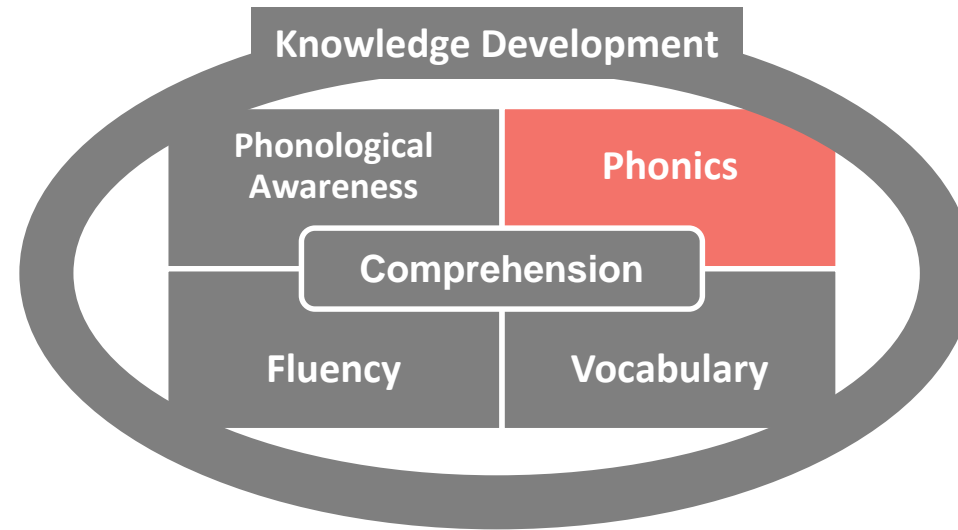 Knowledge Development
Phonological
Awareness
Phonics
Comprehension
Fluency
Vocabulary